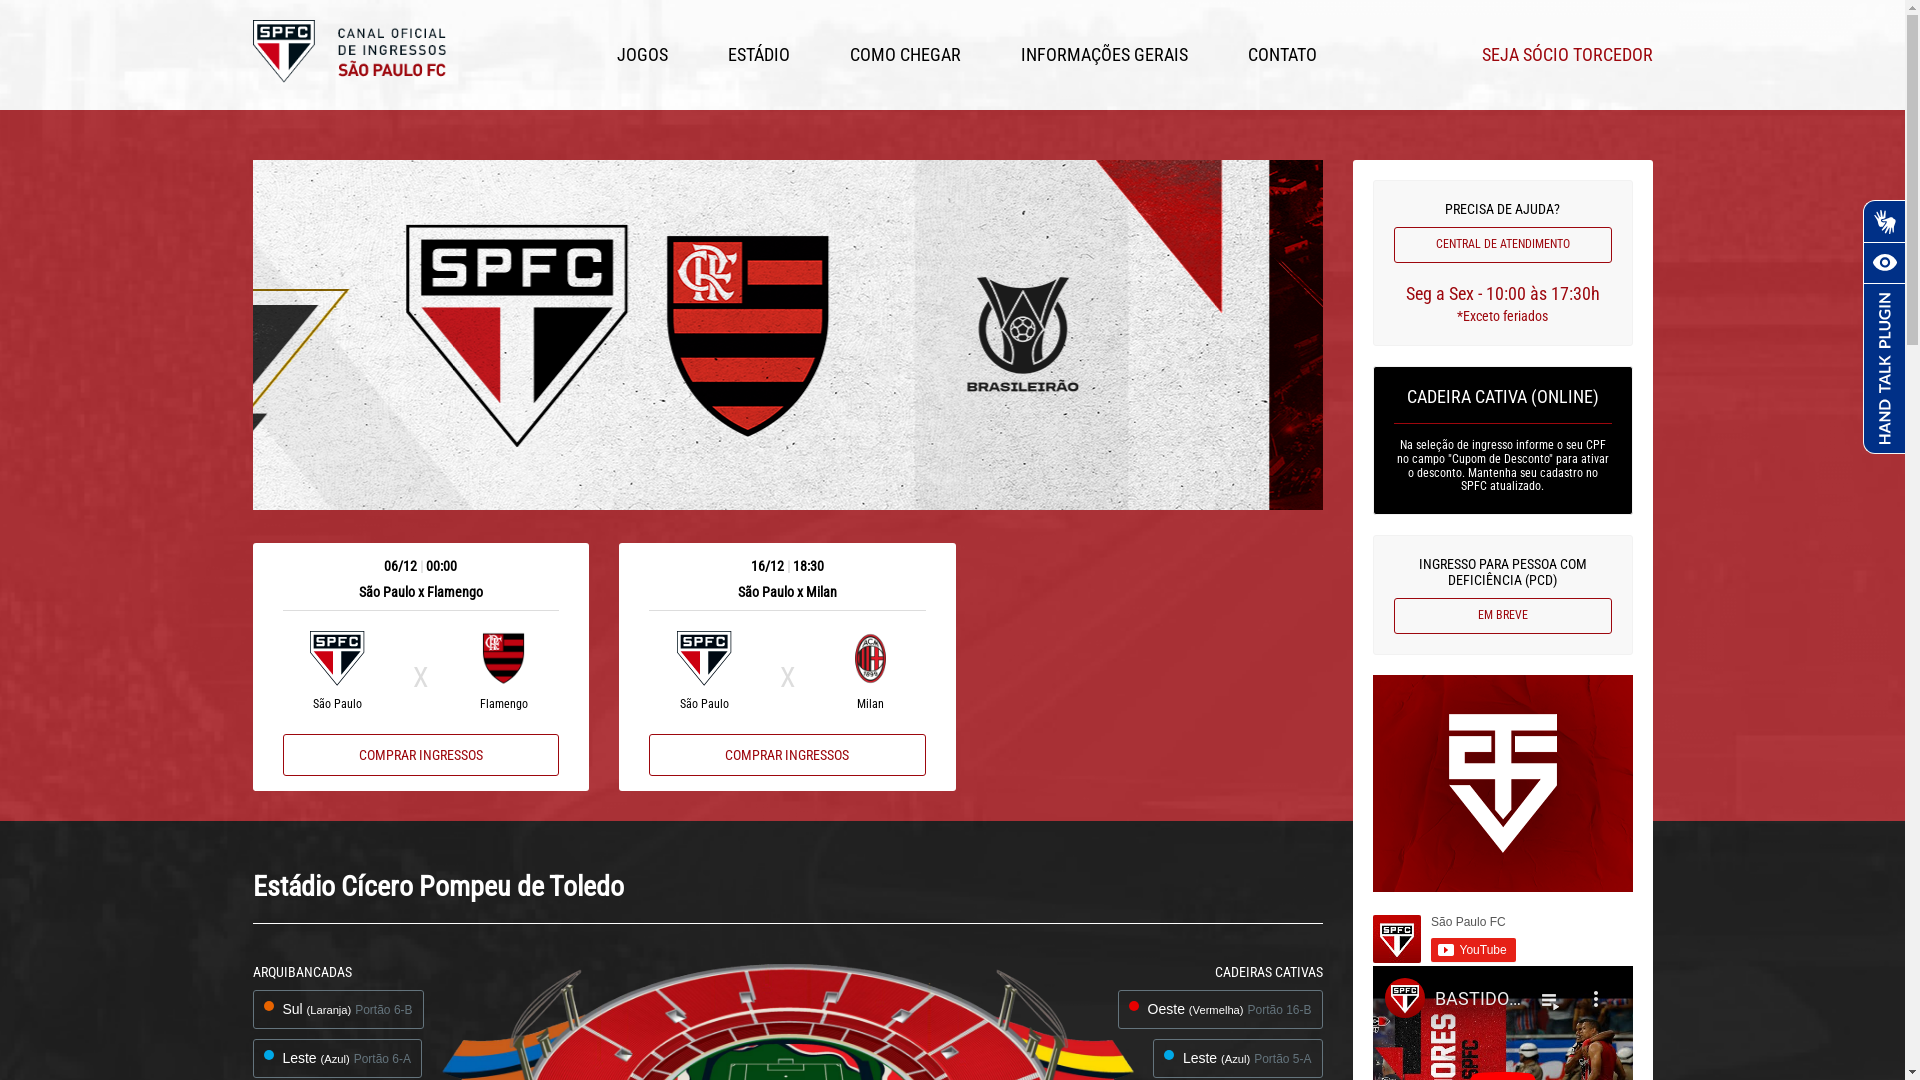 SPFC
CANAL OFICIAL
DE INGRESSOS
SÃO PAULO FC
JOGOS
ESTÁDIO
COMO CHEGAR
INFORMAÇÕES GERAIS
CONTATO
SEJA SÓCIO TORCEDOR
SPFC
BRASILEIRÃO
PRECISA DE AJUDA?
CENTRAL DE ATENDIMENTO
Seg a Sex - 10:00 às 17:30h
*Exceto feriados
HAND TALK PLUGIN
CADEIRA CATIVA (ONLINE)
Na seleção de ingresso informe o seu CPF
no campo "Cupom de Desconto" para ativar
o desconto. Mantenha seu cadastro no
SPFC atualizado.
INGRESSO PARA PESSOA COM
DEFICIÊNCIA (PCD)
EM BREVE
06/12 | 00:00
São Paulo x Flamengo
SPFC
X
São Paulo
Flamengo
COMPRAR INGRESSOS
16/12 | 18:30
São Paulo x Milan
SPFC
X
ACM
São Paulo
Milan
COMPRAR INGRESSOS
Estádio Cícero Pompeu de Toledo
ARQUIBANCADAS
Sul (Laranja) Portão 6-B
Leste (Azul) Portão 6-A
CADEIRAS CATIVAS
Oeste (Vermelha) Portão 16-B
Leste (Azul) Portão 5-A
SPFC
São Paulo FC
YouTube
SPFC
BASTIDO...
ORES
SPFC